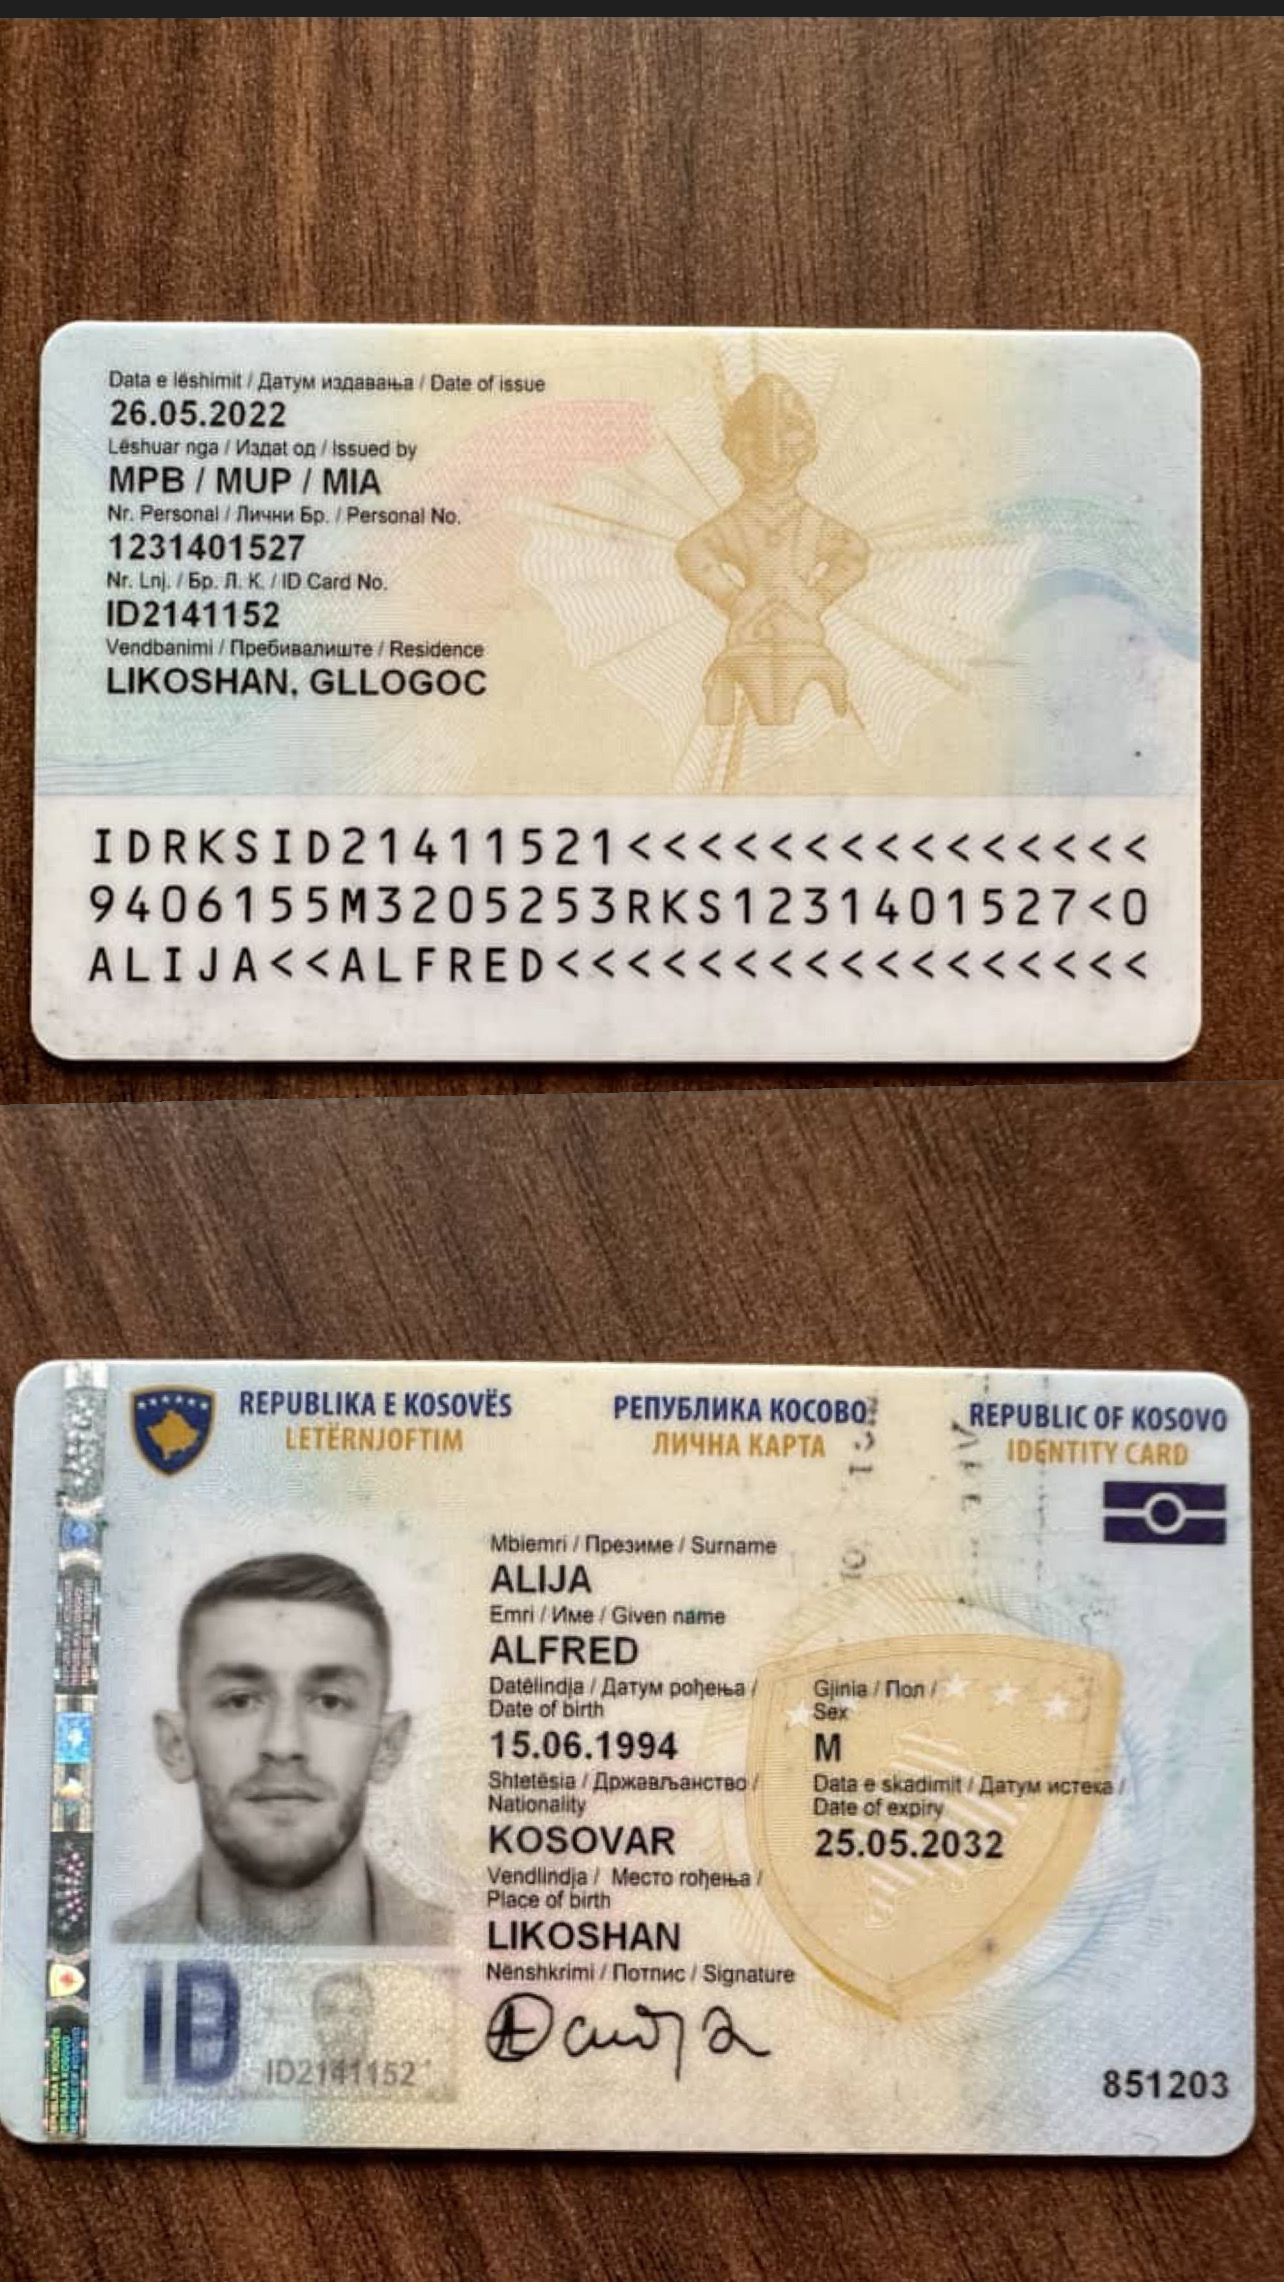 Data e lëshimit / Датум издавања / Date of issue
26.05.2022
Lëshuar nga / Издат од / Issued by
MPB / MUP / MIA
Nr. Personal / Лични Бр. / Personal No.
1231401527
Nr. Lnj. / Бр. Л. К. / ID Card No.
ID2141152
Vendbanimi / Пребивалиште / Residence
LIKOSHAN, GLLOGOC
IDRKSID21411521<<<<<<<<<<<<<<<
9406155M3205253RKS1231401527<0
ALIJA<<ALFRED<<<<<<<<<<<<<<<<<
REPUBLIKA E KOSOVËS РЕПУБЛИКА КОСОВО REPUBLIC OF KOSOVO
LETËRNJOFTIM ЛИЧНА КАРТА IDENTITY CARD
Mbiemri / Презиме / Surname
ALIJA
Emri / Име / Given name
ALFRED
Datëlindja / Датум рођења / Gjinia / Пол /
Date of birth Sex
15.06.1994 M
Shtetësia / Држављанство / Data e skadimit / Датум истека /
Nationality Date of expiry
KOSOVAR 25.05.2032
Vendlindja / Место рођења /
Place of birth
LIKOSHAN
Nënshkrimi / Потпис / Signature
ID
ID2141152
851203